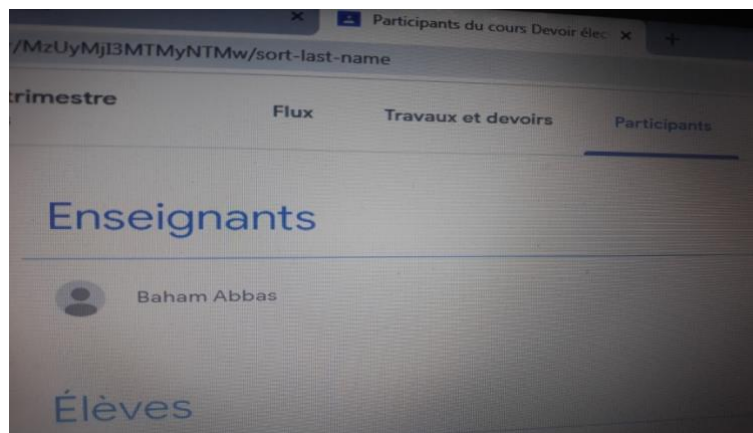 Participants du cours Devoir élec
/MzUyMjI3MTMyNTMw/sort-last-name
trimestre
Flux
Travaux et devoirs
Participants
Enseignants
Baham Abbas
Élèves